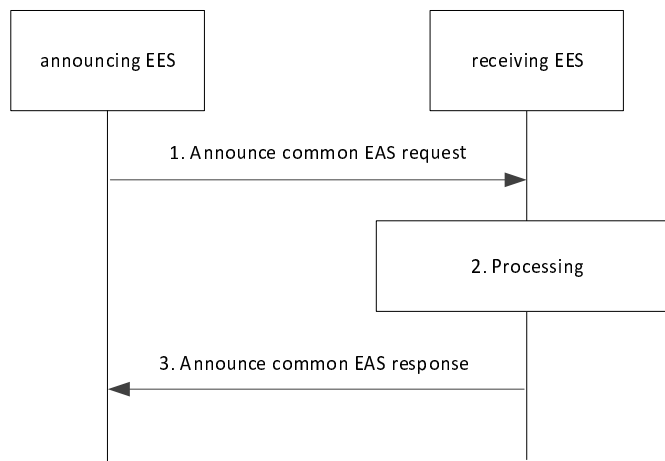 announcing EES
receiving EES
1. Announce common EAS request
2. Processing
3. Announce common EAS response